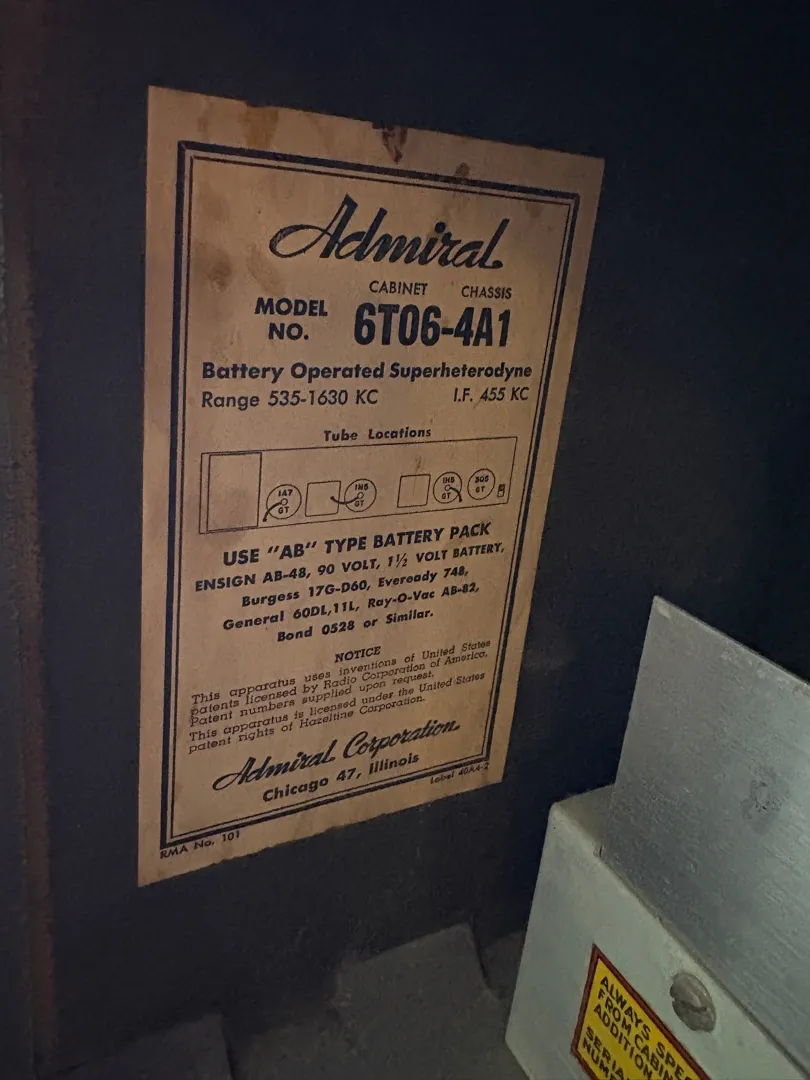 Admiral
CABINET CHASSIS
MODEL NO. 6T06-4A1
Battery Operated Superheterodyne
Range 535-1630 KC I.F. 455 KC
Tube Locations
1A7 GT 1N5 GT 1H5 GT 3Q5 GT
USE "AB" TYPE BATTERY PACK
ENSIGN AB-48, 90 VOLT, 1½ VOLT BATTERY,
Burgess 17G-D60, Eveready 748,
General 60DL,11L, Ray-O-Vac AB-82,
Bond 0528 or Similar.
NOTICE
This apparatus uses inventions of United States
patents licensed by Radio Corporation of America.
Patent numbers supplied upon request.
This apparatus is licensed under the United States
patent rights of Hazeltine Corporation.
Admiral Corporation
Chicago 47, Illinois
Label 40A4-2
RMA No. 101
ALWAYS
FROM CABIN
ADDITION